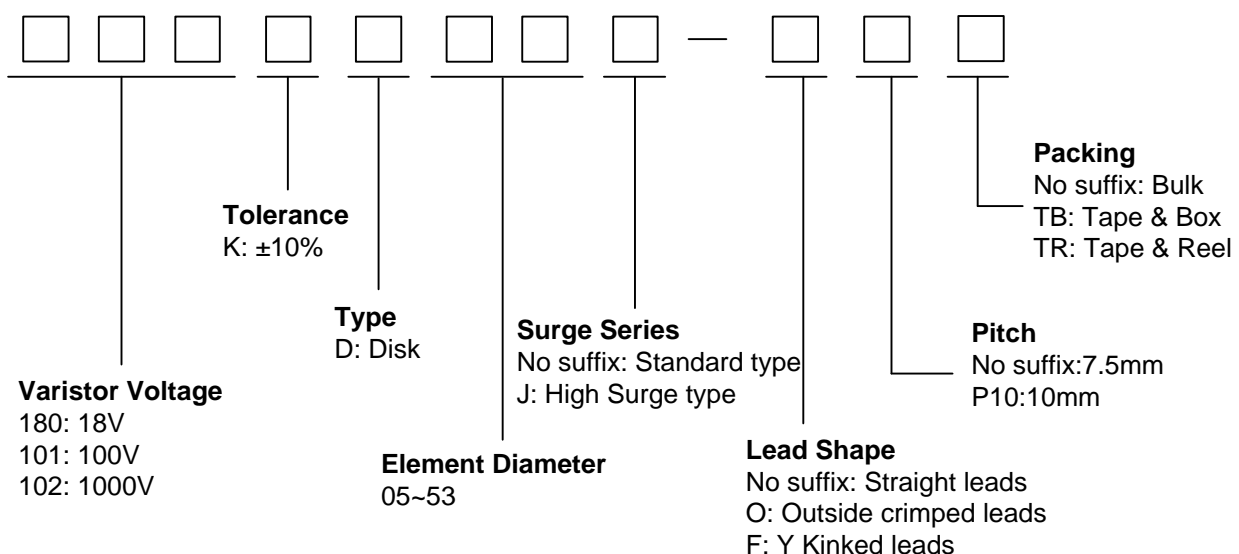 Packing
No suffix: Bulk
TB: Tape & Box
TR: Tape & Reel
Tolerance
K: ±10%
Type
D: Disk
Surge Series
No suffix: Standard type
J: High Surge type
Pitch
No suffix:7.5mm
P10:10mm
Varistor Voltage
180: 18V
101: 100V
102: 1000V
Element Diameter
05~53
Lead Shape
No suffix: Straight leads
O: Outside crimped leads
F: Y Kinked leads